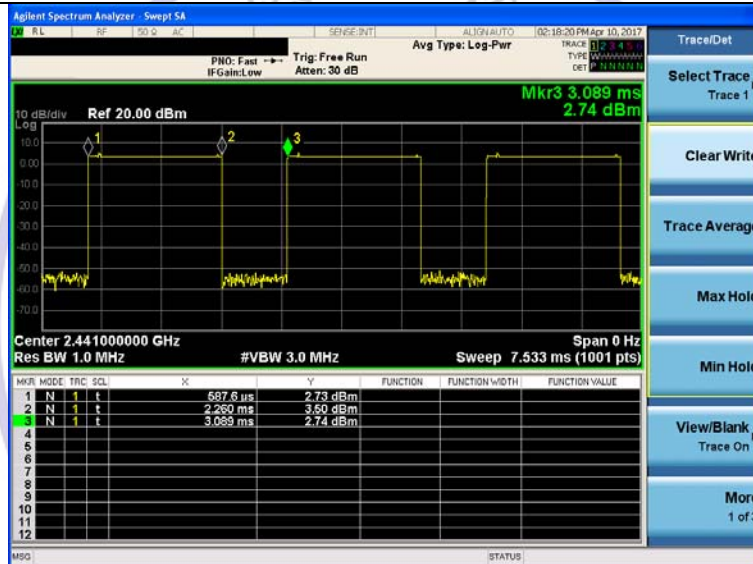 Agilent Spectrum Analyzer - Swept SA
RL RF 50 Ω AC SENSE:INT ALIGN AUTO 02:18:20 PM Apr 10, 2017
Avg Type: Log-Pwr
TRACE 1 2 3 4 5 6
TYPE
DET P N N N N N
PNO: Fast Trig: Free Run
IFGain:Low Atten: 30 dB
Mkr3 3.089 ms
2.74 dBm
10 dB/div Ref 20.00 dBm
Log
10.0
0.00
-10.0
-20.0
-30.0
-40.0
-50.0
-60.0
-70.0
1 2 3
Center 2.441000000 GHz Span 0 Hz
Res BW 1.0 MHz #VBW 3.0 MHz Sweep 7.533 ms (1001 pts)
MKR MODE TRC SCL X Y FUNCTION FUNCTION WIDTH FUNCTION VALUE
1 N 1 t 587.6 µs 2.73 dBm
2 N 1 t 2.260 ms 3.50 dBm
3 N 1 t 3.089 ms 2.74 dBm
4
5
6
7
8
9
10
11
12
MSG STATUS
Trace/Det
Select Trace
Trace 1
Clear Write
Trace Average
Max Hold
Min Hold
View/Blank
Trace On
More
1 of 3